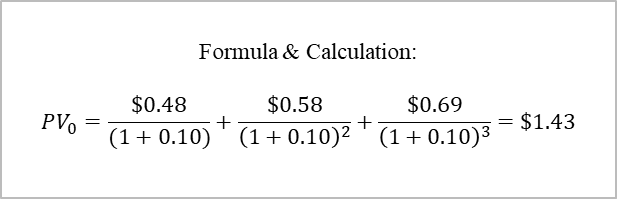 Formula & Calculation:
PV₀ = $0.48/(1 + 0.10) + $0.58/(1 + 0.10)² + $0.69/(1 + 0.10)³ = $1.43